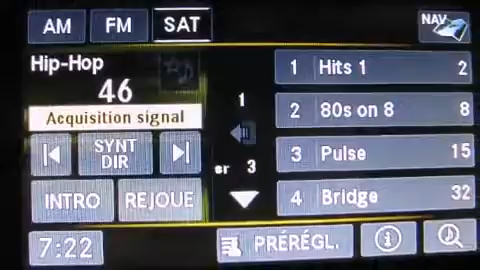 AM FM SAT NAV
Hip-Hop
46
Acquisition signal
SYNT
DIR
INTRO REJOUE
7:22
1
er 3
1 Hits 1 2
2 80s on 8 8
3 Pulse 15
4 Bridge 32
PRÉRÉGL.